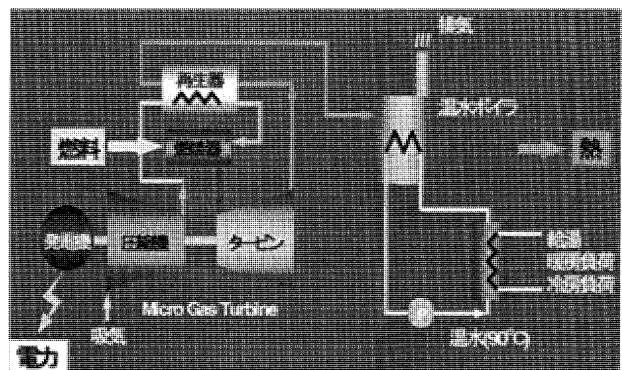 排気
再生器
温水ボイラ
燃料
燃焼器
熱
発電機
圧縮機
タービン
給湯
暖房負荷
冷房負荷
Micro Gas Turbine
P
吸気
温水(90°C)
電力